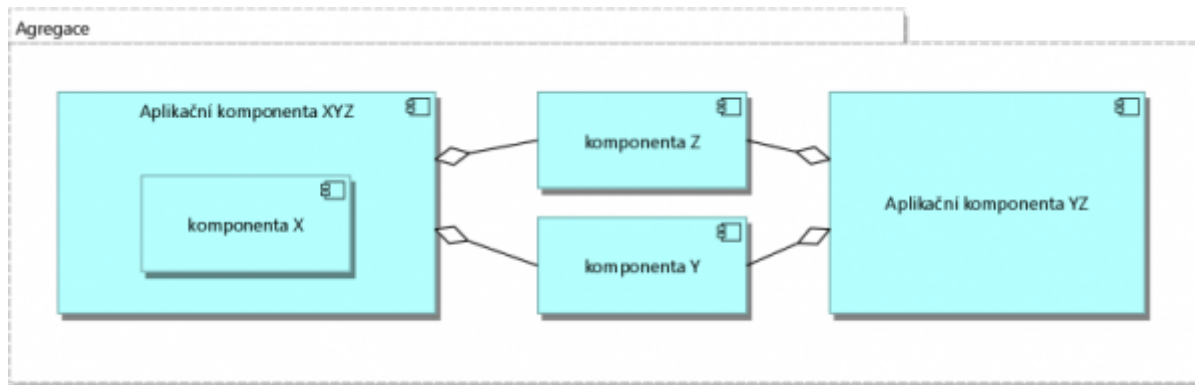 Agregace
Aplikační komponenta XYZ
komponenta X
komponenta Z
komponenta Y
Aplikační komponenta YZ